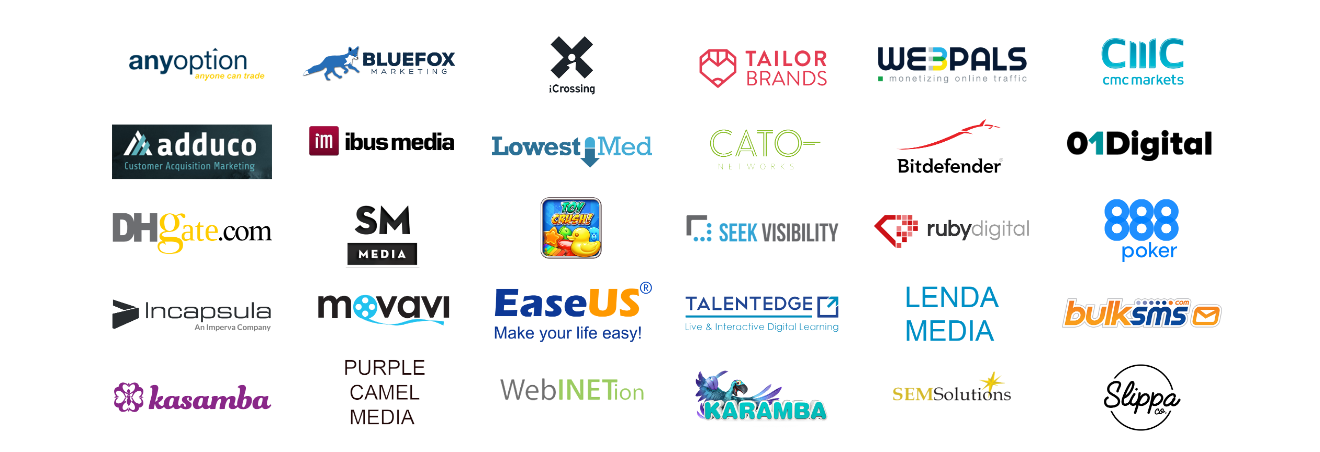 anyoption
anyone can trade
BLUEFOX
MARKETING
iCrossing
TAILOR
BRANDS
WEBPALS
monetizing online traffic
CMC
cmc markets
adduco
Customer Acquisition Marketing
im ibus media
Lowest Med
CATO
NETWORKS
Bitdefender®
01Digital
DHgate.com
SM
MEDIA
TOY
CRUSH!
SEEK VISIBILITY
rubydigital
888
poker
Incapsula
An Imperva Company
movavi
EaseUS®
Make your life easy!
TALENTEDGE
Live & Interactive Digital Learning
LENDA
MEDIA
bulksms.com
kasamba
PURPLE
CAMEL
MEDIA
WebINETion
KARAMBA
SEMSolutions
Slippa
co.